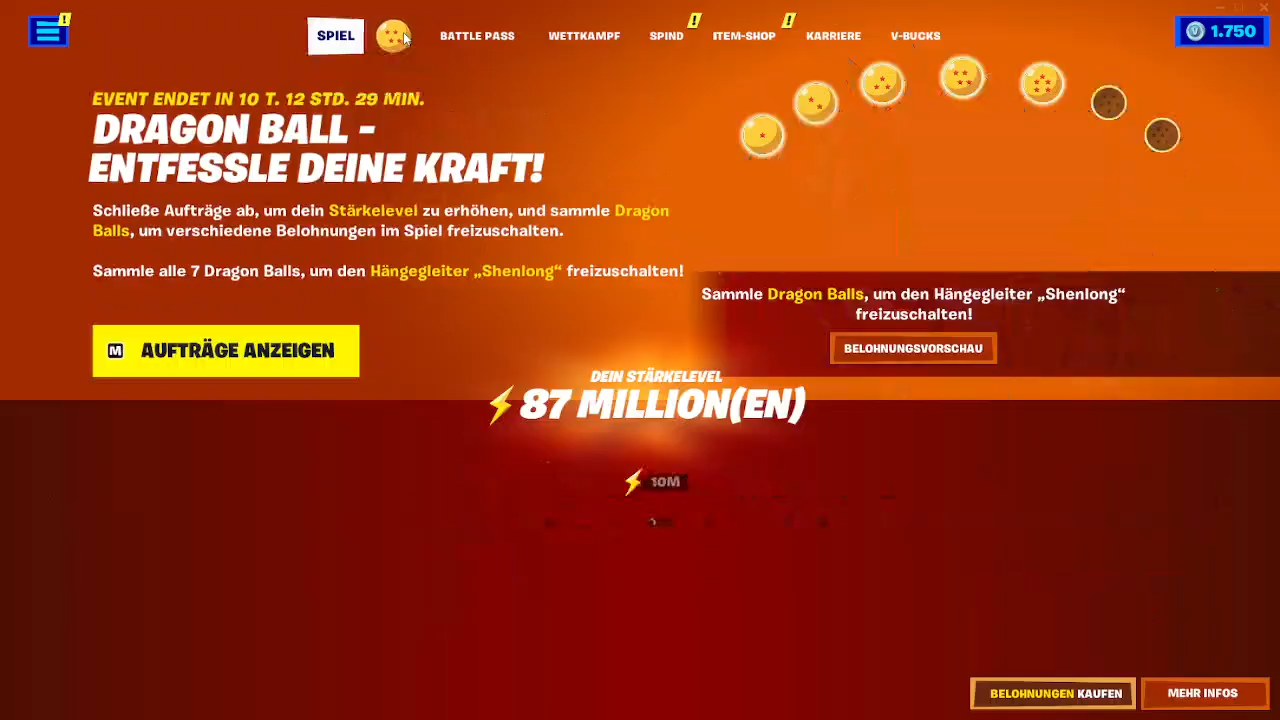 !
SPIEL
BATTLE PASS
WETTKAMPF
SPIND
!
ITEM-SHOP
!
KARRIERE
V-BUCKS
1.750
EVENT ENDET IN 10 T. 12 STD. 29 MIN.
DRAGON BALL -
ENTFESSLE DEINE KRAFT!
Schließe Aufträge ab, um dein Stärkelevel zu erhöhen, und sammle Dragon
Balls, um verschiedene Belohnungen im Spiel freizuschalten.
Sammle alle 7 Dragon Balls, um den Hängegleiter „Shenlong“ freizuschalten!
M AUFTRÄGE ANZEIGEN
Sammle Dragon Balls, um den Hängegleiter „Shenlong“
freizuschalten!
BELOHNUNGSVORSCHAU
DEIN STÄRKELEVEL
87 MILLION(EN)
10M
BELOHNUNGEN KAUFEN
MEHR INFOS